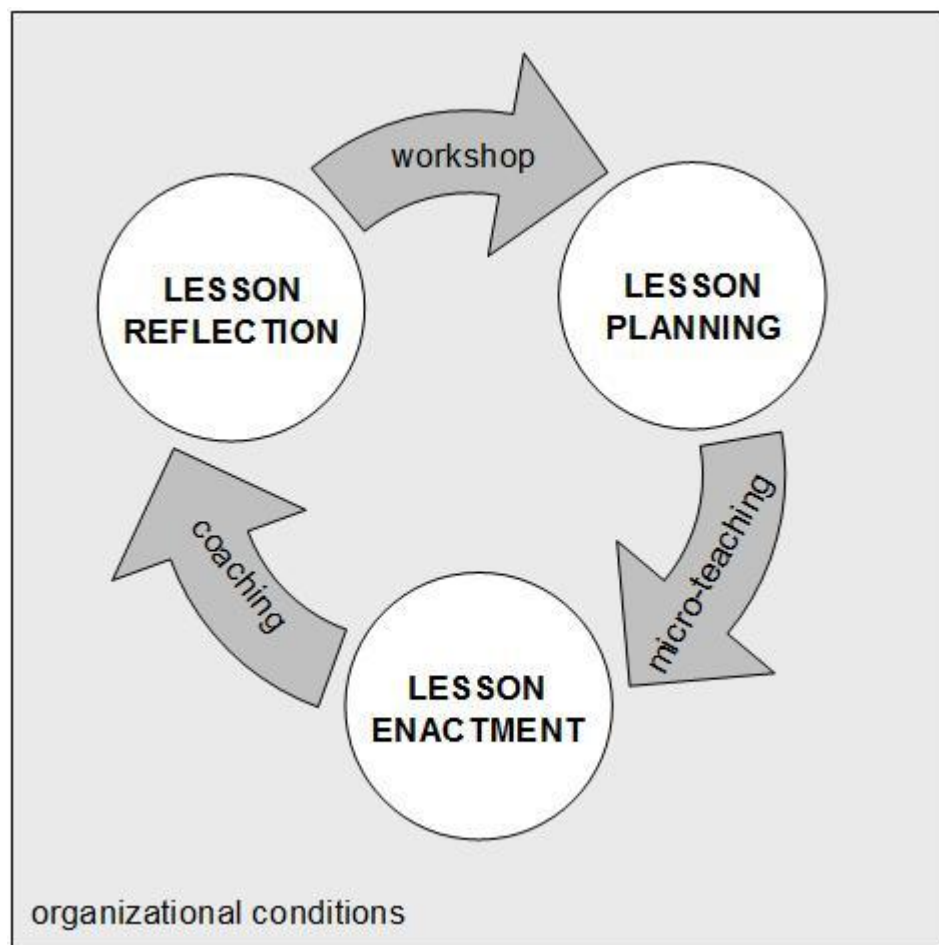 workshop
LESSON
REFLECTION
LESSON
PLANNING
micro-teaching
coaching
LESSON
ENACTMENT
organizational conditions